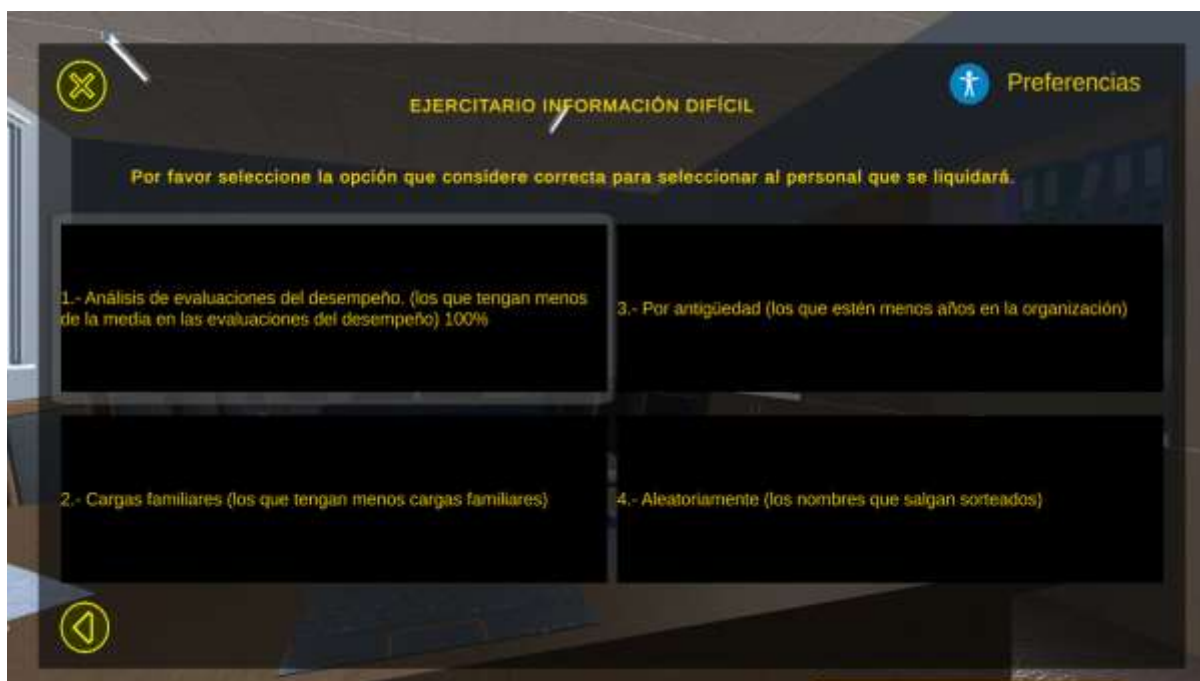 Preferencias
EJERCITARIO INFORMACIÓN DIFÍCIL
Por favor seleccione la opción que considere correcta para seleccionar al personal que se liquidará.
1.- Análisis de evaluaciones del desempeño. (los que tengan menos
de la media en las evaluaciones del desempeño) 100%
3.- Por antigüedad (los que estén menos años en la organización)
2.- Cargas familiares (los que tengan menos cargas familiares)
4.- Aleatoriamente (los nombres que salgan sorteados)